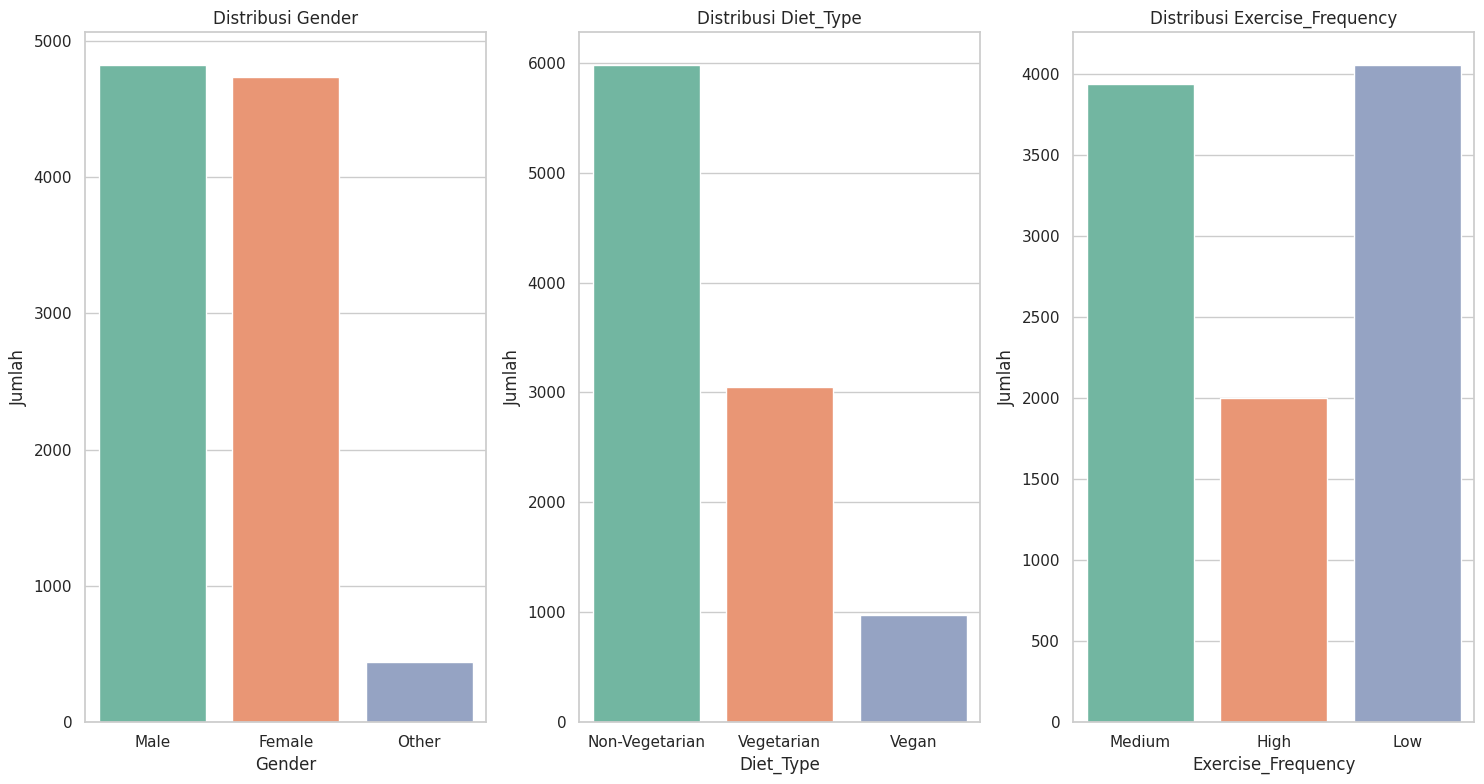 Distribusi Gender
Jumlah
5000
4000
3000
2000
1000
0
Male Female Other
Gender
Distribusi Diet_Type
Jumlah
6000
5000
4000
3000
2000
1000
0
Non-Vegetarian Vegetarian Vegan
Diet_Type
Distribusi Exercise_Frequency
Jumlah
4000
3500
3000
2500
2000
1500
1000
500
0
Medium High Low
Exercise_Frequency